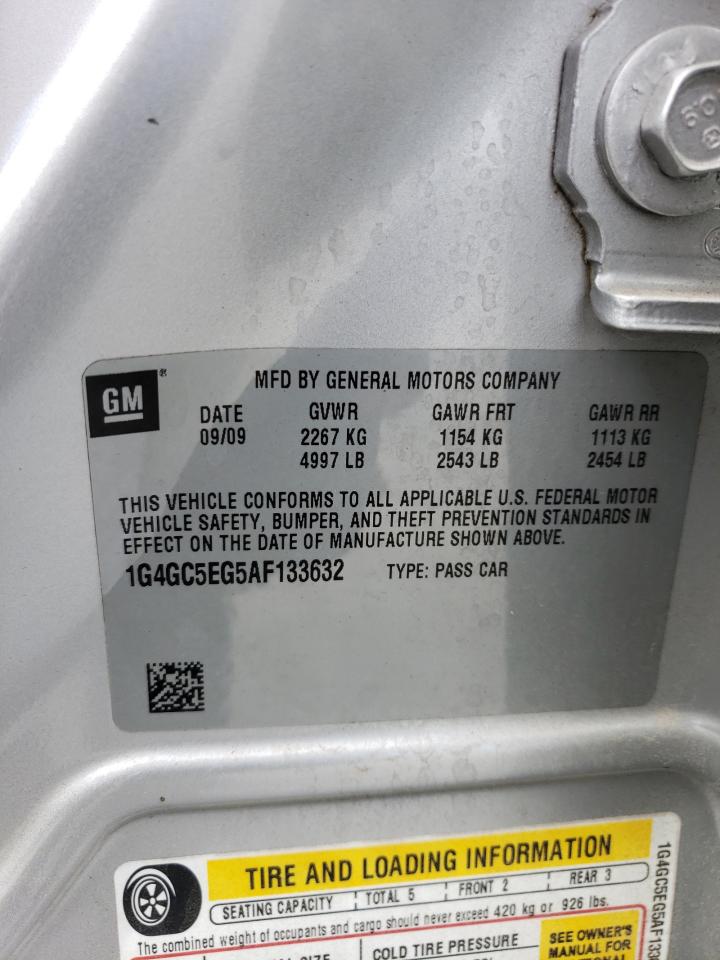 GM ® MFD BY GENERAL MOTORS COMPANY
DATE GVWR GAWR FRT GAWR RR
09/09 2267 KG 1154 KG 1113 KG
4997 LB 2543 LB 2454 LB
THIS VEHICLE CONFORMS TO ALL APPLICABLE U.S. FEDERAL MOTOR
VEHICLE SAFETY, BUMPER, AND THEFT PREVENTION STANDARDS IN
EFFECT ON THE DATE OF MANUFACTURE SHOWN ABOVE.
1G4GC5EG5AF133632 TYPE: PASS CAR
TIRE AND LOADING INFORMATION
SEATING CAPACITY TOTAL 5 FRONT 2 REAR 3
The combined weight of occupants and cargo should never exceed 420 kg or 926 lbs.
COLD TIRE PRESSURE
SEE OWNER'S
MANUAL FOR
1G4GC5EG5AF133